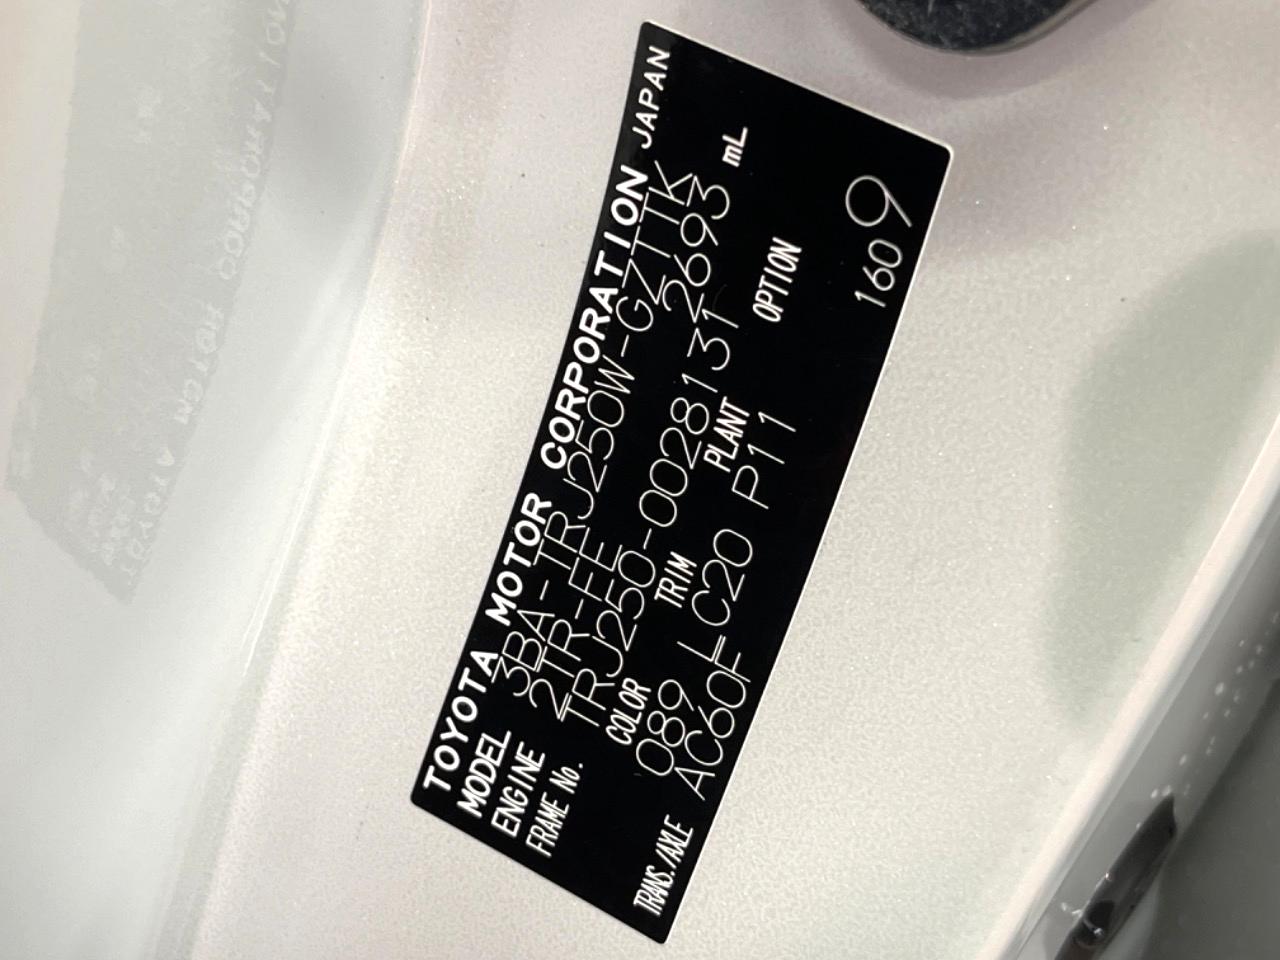 TOYOTA MOTOR CORPORATION JAPAN
MODEL 3BA-TRJ250W-GZTTK
ENGINE 2TR-FE 2693 mL
FRAME No. TRJ250-0028131
COLOR TRIM PLANT OPTION
089 LC20 P11
TRANS./AXLE AC60F
1609